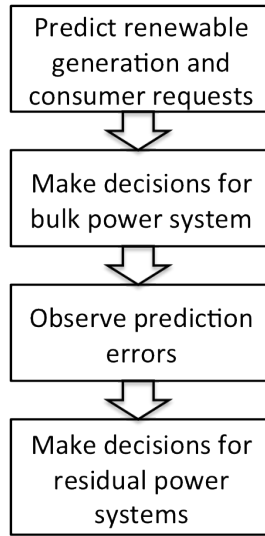 Predict renewable
generation and
consumer requests
Make decisions for
bulk power system
Observe prediction
errors
Make decisions for
residual power
systems